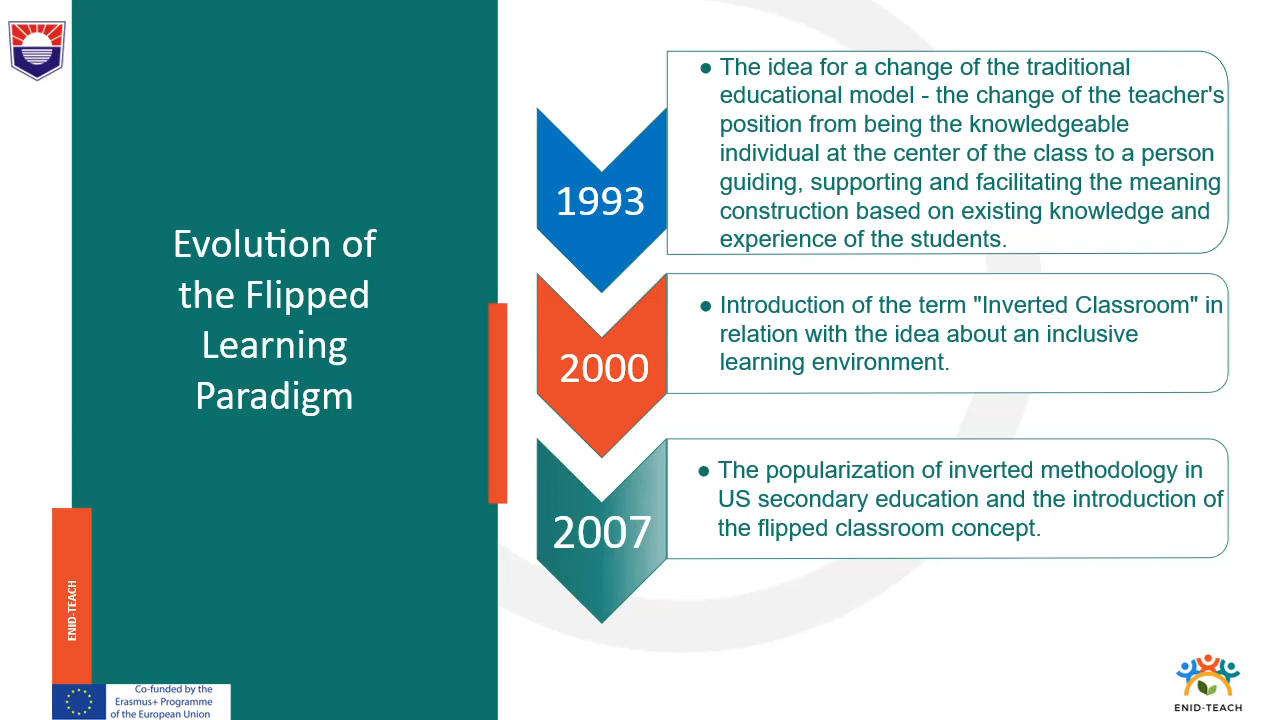 Evolution of
the Flipped
Learning
Paradigm
1993
● The idea for a change of the traditional
educational model - the change of the teacher's
position from being the knowledgeable
individual at the center of the class to a person
guiding, supporting and facilitating the meaning
construction based on existing knowledge and
experience of the students.
2000
● Introduction of the term "Inverted Classroom" in
relation with the idea about an inclusive
learning environment.
2007
● The popularization of inverted methodology in
US secondary education and the introduction of
the flipped classroom concept.
ENID-TEACH
Co-funded by the
Erasmus+ Programme
of the European Union
ENID-TEACH